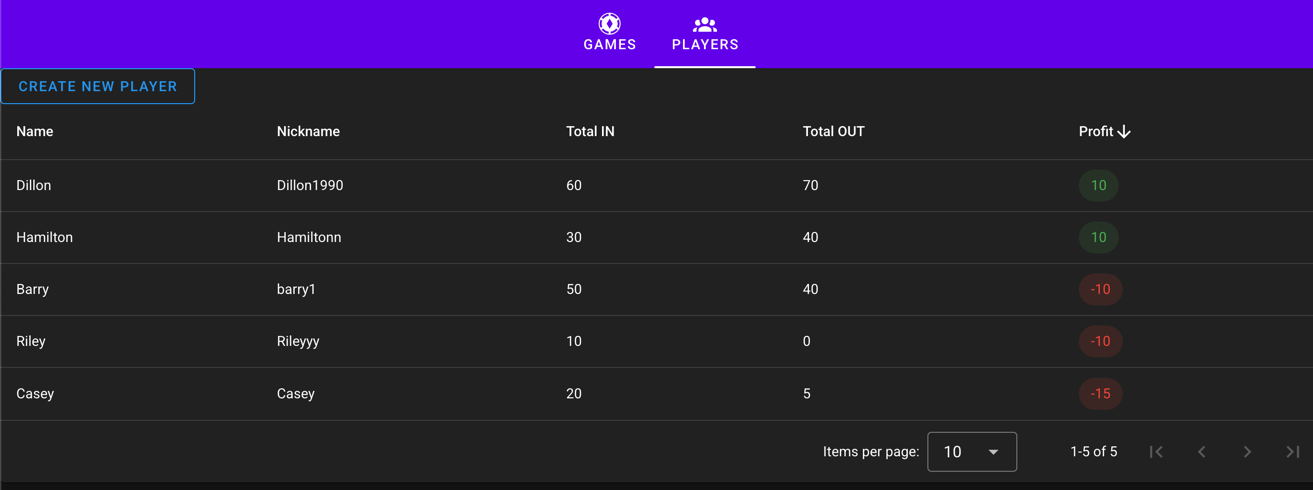 GAMES PLAYERS
CREATE NEW PLAYER
Name Nickname Total IN Total OUT Profit
Dillon Dillon1990 60 70 10
Hamilton Hamiltonn 30 40 10
Barry barry1 50 40 -10
Riley Rileyyy 10 0 -10
Casey Casey 20 5 -15
Items per page: 10 1-5 of 5